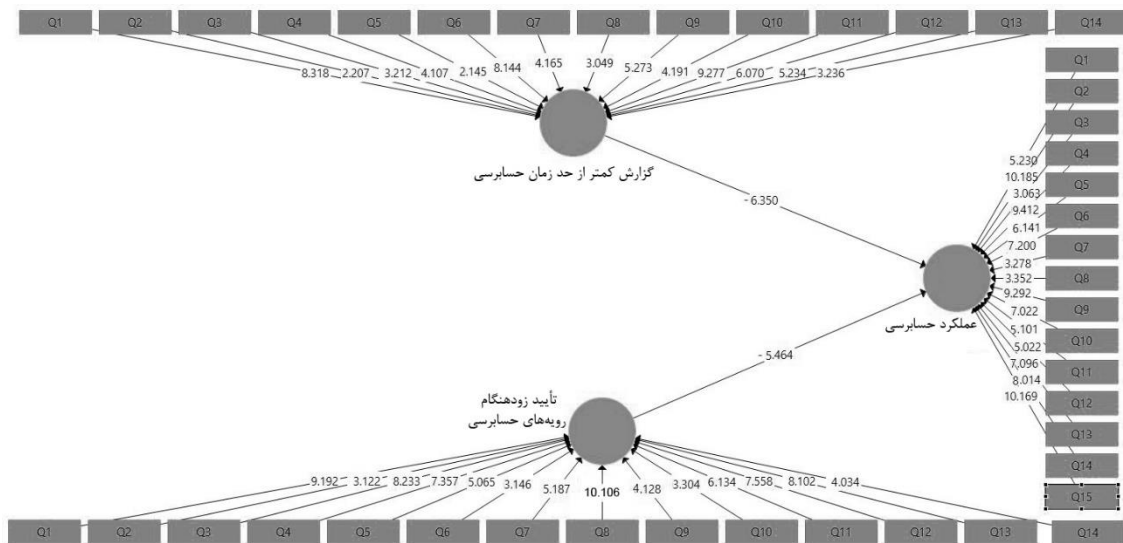 Q1 Q2 Q3 Q4 Q5 Q6 Q7 Q8 Q9 Q10 Q11 Q12 Q13 Q14
8.318 2.207 3.212 4.107 2.145 8.144 4.165 3.049 5.273 4.191 9.277 6.070 5.234 3.236
گزارش کمتر از حد زمان حسابرسی
- 6.350
Q1
Q2
Q3
Q4
Q5
Q6
Q7
Q8
Q9
Q10
Q11
Q12
Q13
Q14
Q15
5.230
10.185
3.063
9.412
6.141
7.200
3.278
3.352
9.292
7.022
5.101
5.022
7.096
8.014
10.169
عملکرد حسابرسی
- 5.464
تأیید زودهنگام
رویه‌های حسابرسی
9.192 3.122 8.233 7.357 5.065 3.146 5.187 10.106 4.128 3.304 6.134 7.558 8.102 4.034
Q1 Q2 Q3 Q4 Q5 Q6 Q7 Q8 Q9 Q10 Q11 Q12 Q13 Q14